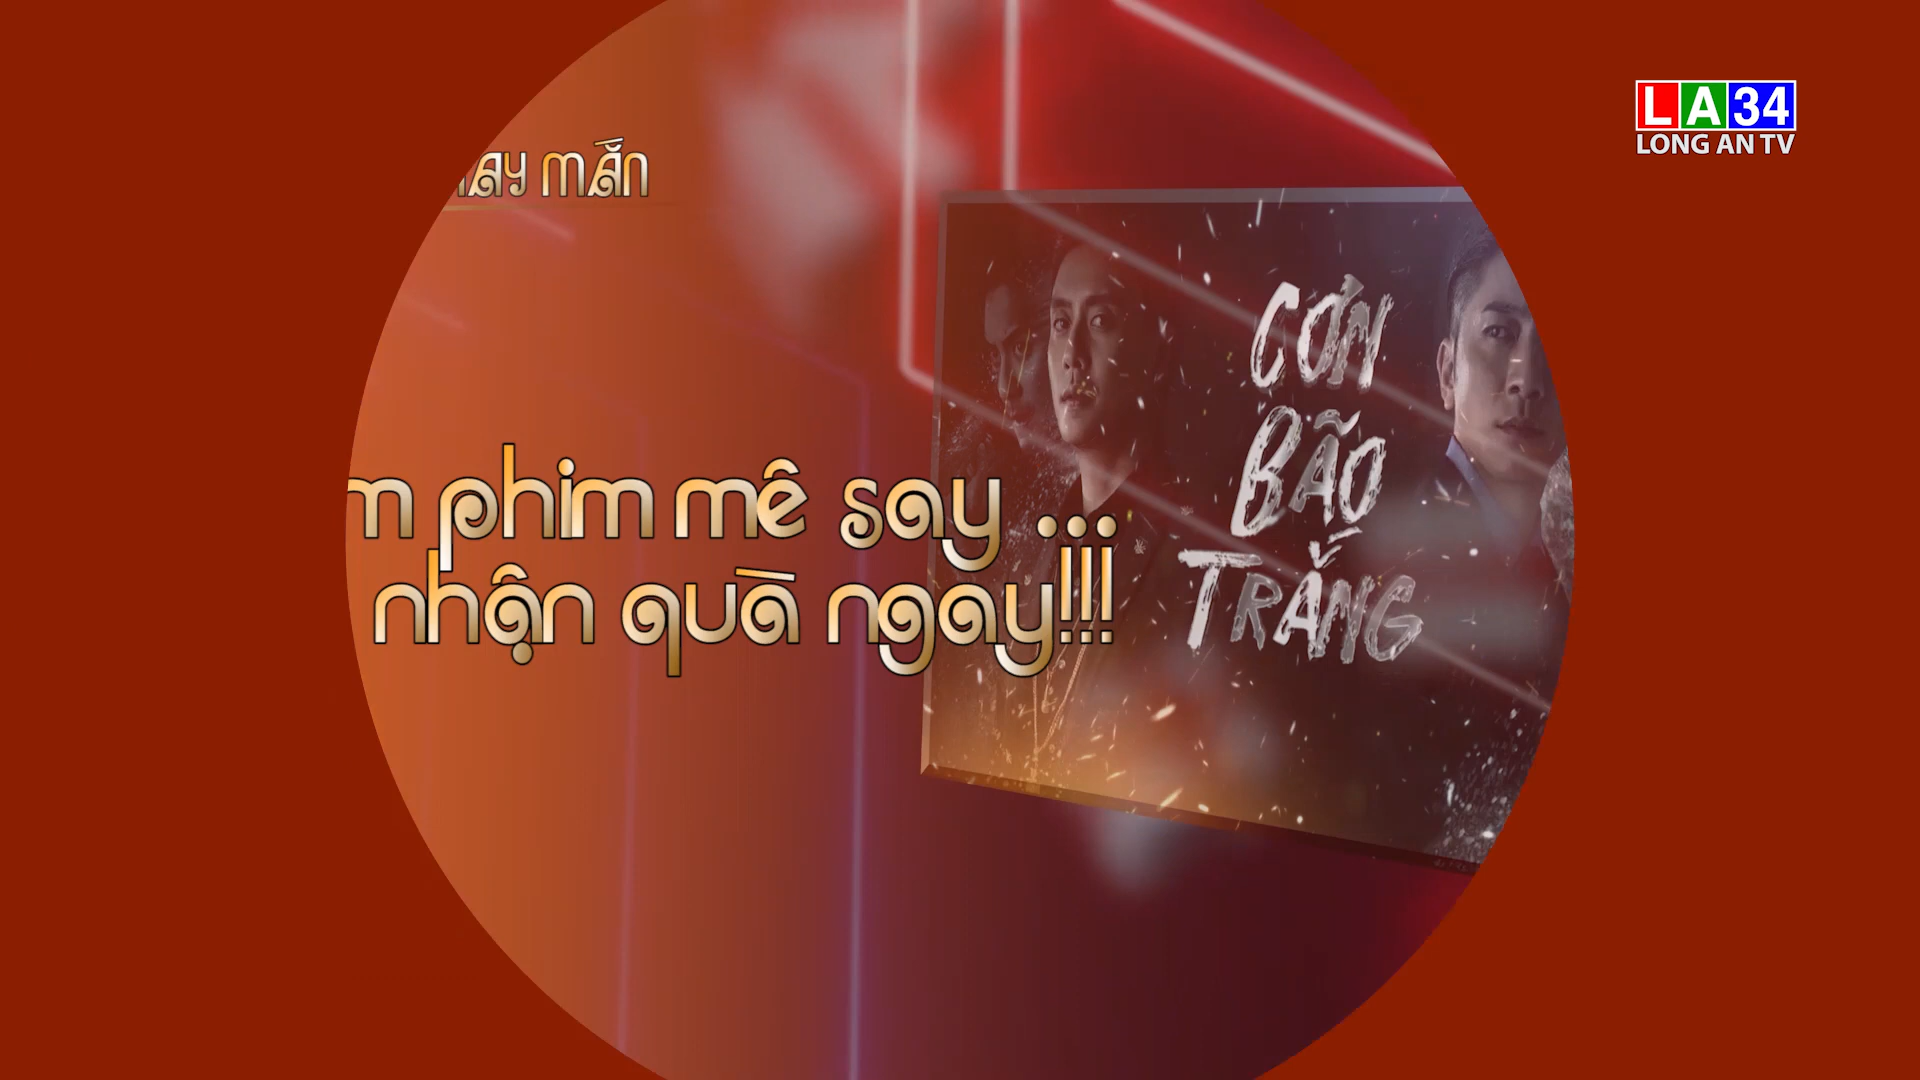 LA34
LONG AN TV
may mắn
m phim mê say ...
nhận quà ngay!!!
CƠN
BÃO
TRẮNG